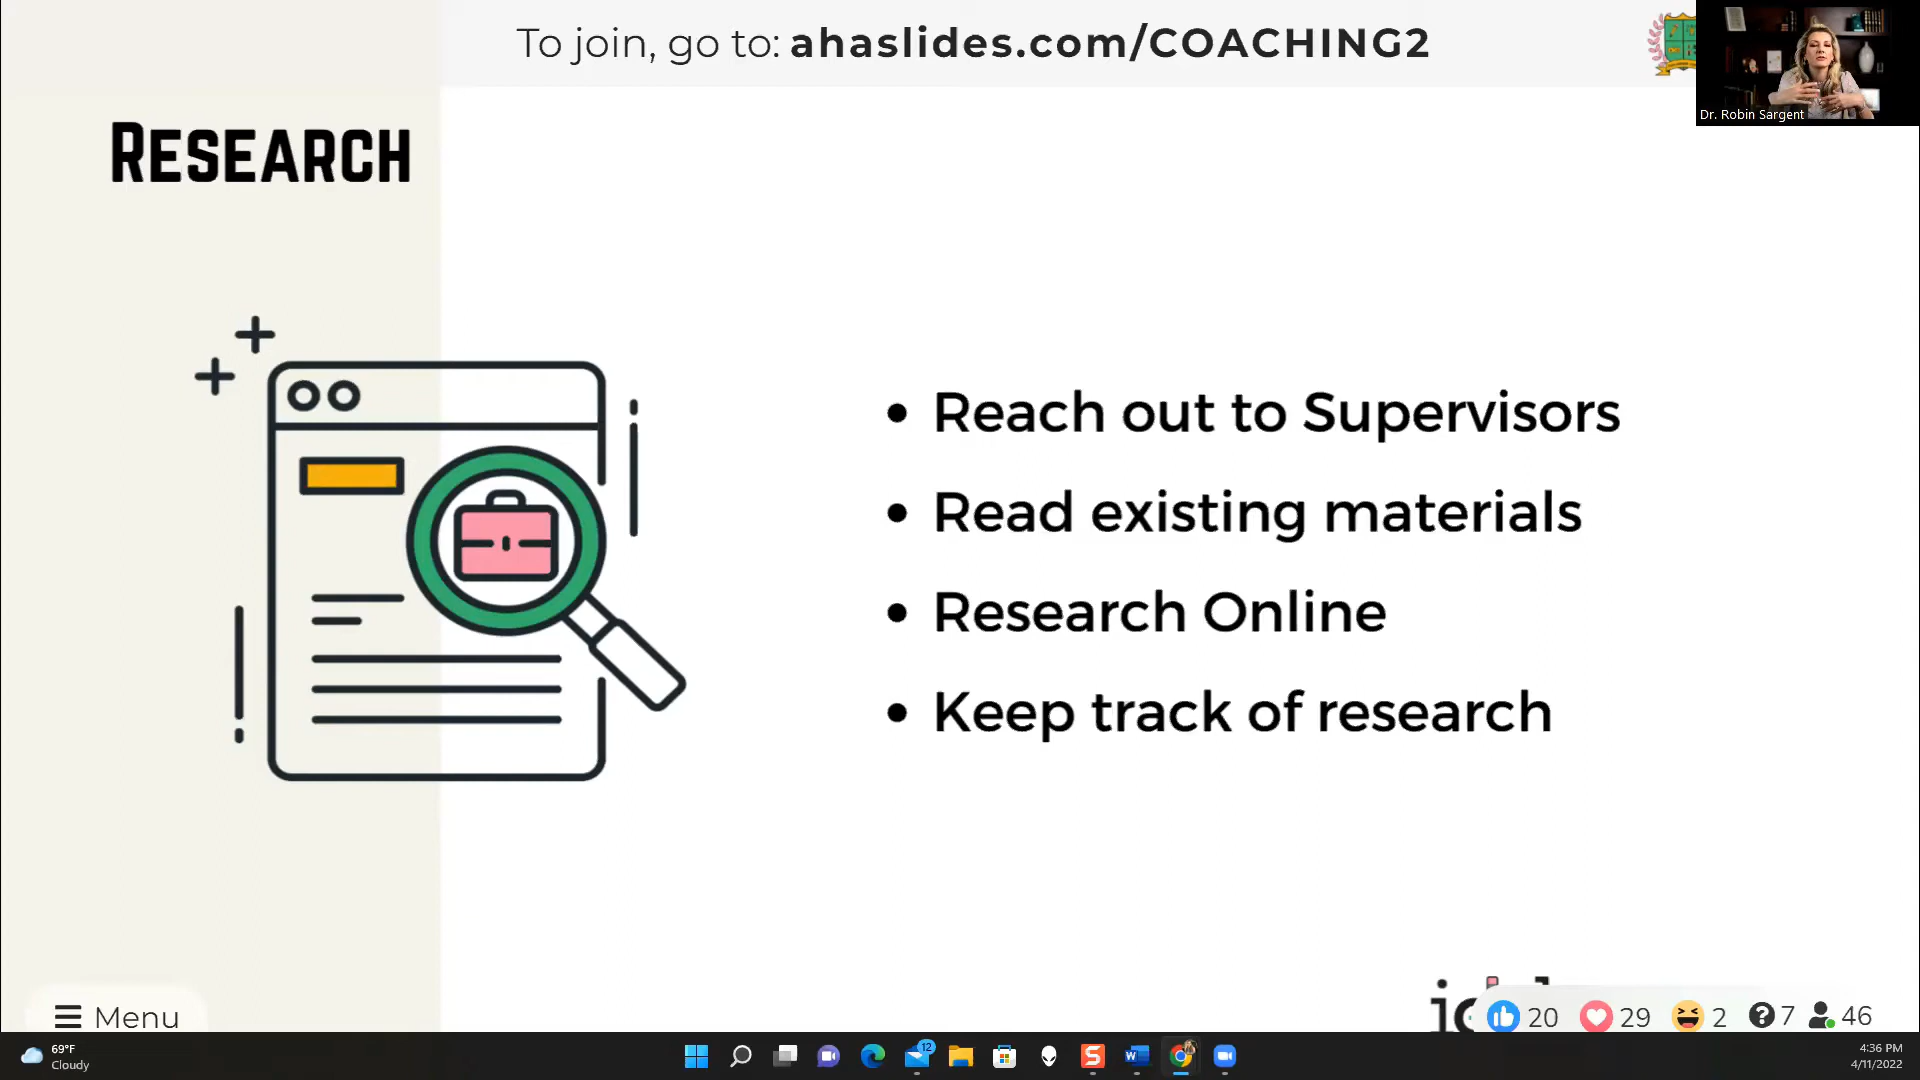 To join, go to: ahaslides.com/COACHING2
Dr. Robin Sargent
RESEARCH
• Reach out to Supervisors
• Read existing materials
• Research Online
• Keep track of research
Menu
20 29 2 7 46
69°F
Cloudy
12
4:36 PM
4/11/2022